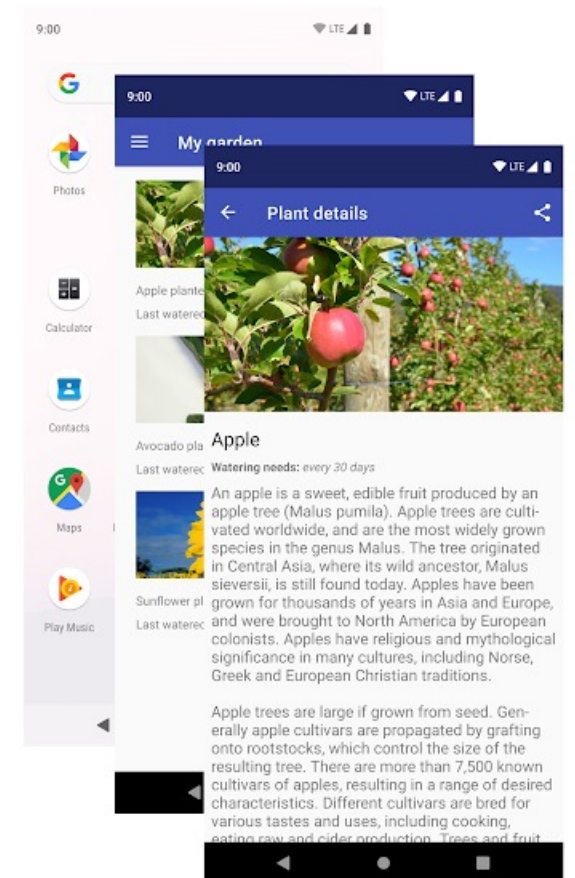 9:00
LTE
Photos
Calculator
Contacts
Maps
Play Music
9:00
LTE
My garden
Apple plante
Last watered
Avocado pla
Last watered
Sunflower pl
Last watered
9:00
LTE
Plant details
Apple
Watering needs: every 30 days
An apple is a sweet, edible fruit produced by an
apple tree (Malus pumila). Apple trees are culti-
vated worldwide, and are the most widely grown
species in the genus Malus. The tree originated
in Central Asia, where its wild ancestor, Malus
sieversii, is still found today. Apples have been
grown for thousands of years in Asia and Europe,
and were brought to North America by European
colonists. Apples have religious and mythological
significance in many cultures, including Norse,
Greek and European Christian traditions.
Apple trees are large if grown from seed. Gen-
erally apple cultivars are propagated by grafting
onto rootstocks, which control the size of the
resulting tree. There are more than 7,500 known
cultivars of apples, resulting in a range of desired
characteristics. Different cultivars are bred for
various tastes and uses, including cooking,
eating raw and cider production. Trees and fruit